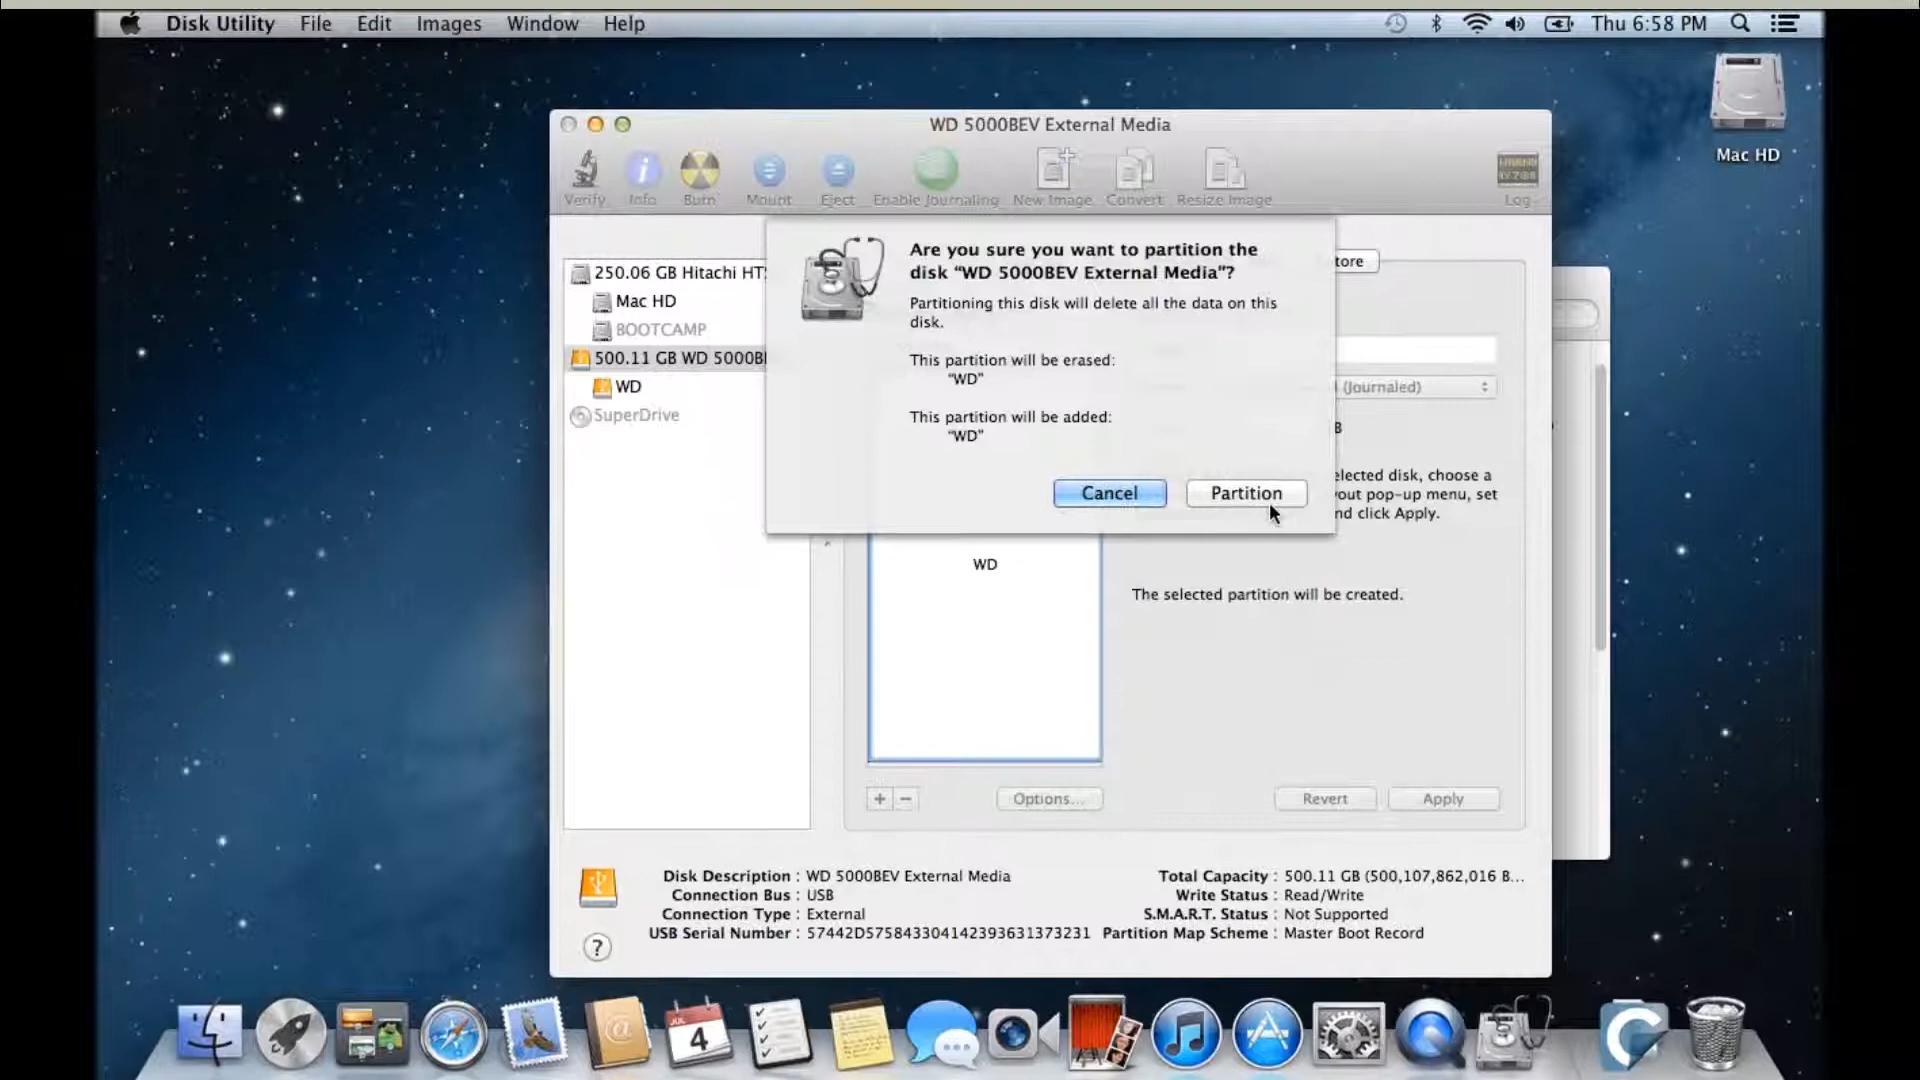 Disk Utility File Edit Images Window Help Thu 6:58 PM
Mac HD
WD 5000BEV External Media
Verify Info Burn Mount Eject Enable Journaling New Image Convert Resize Image Log
Are you sure you want to partition the
disk “WD 5000BEV External Media”?
Partitioning this disk will delete all the data on this
disk.
This partition will be erased:
“WD”
This partition will be added:
“WD”
Cancel Partition
250.06 GB Hitachi HT
Mac HD
BOOTCAMP
500.11 GB WD 5000B
WD
SuperDrive
tore
(Journaled)
B
elected disk, choose a
out pop-up menu, set
nd click Apply.
WD
The selected partition will be created.
+ − Options... Revert Apply
Disk Description : WD 5000BEV External Media
Connection Bus : USB
Connection Type : External
USB Serial Number : 57442D575843304142393631373231
Total Capacity : 500.11 GB (500,107,862,016 B...
Write Status : Read/Write
S.M.A.R.T. Status : Not Supported
Partition Map Scheme : Master Boot Record
?
JUL
4